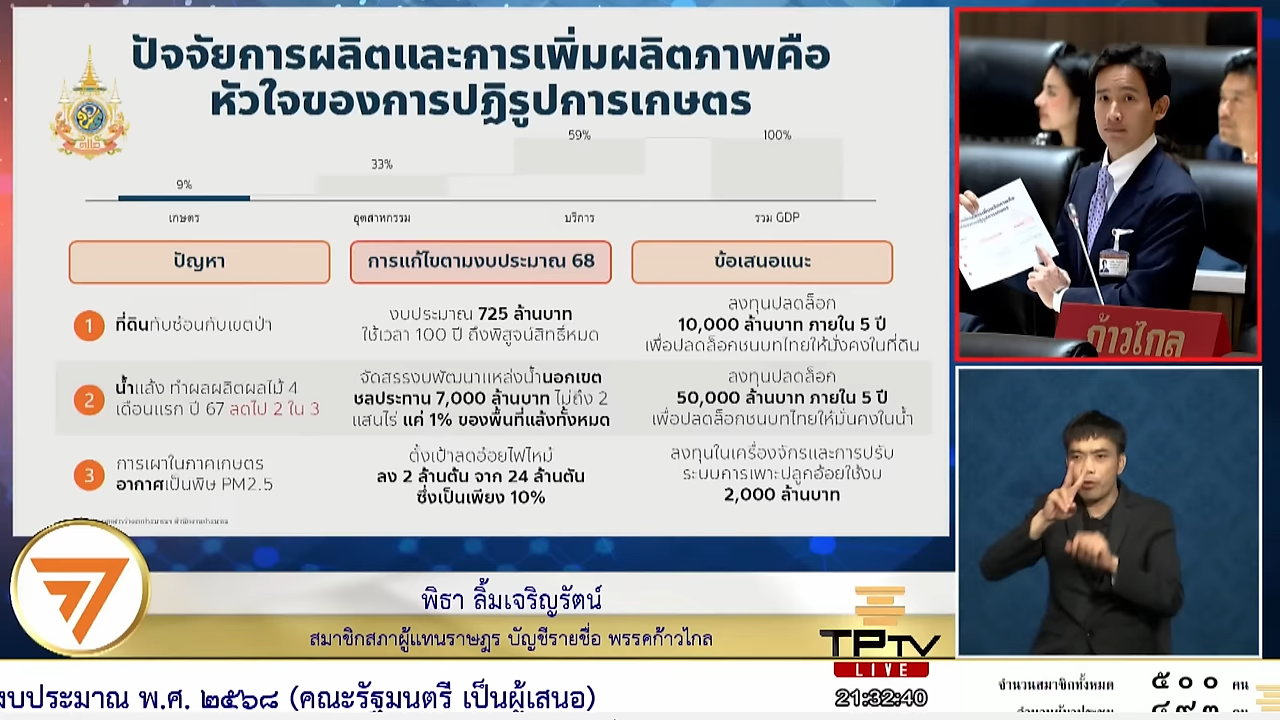 ปัจจัยการผลิตและการเพิ่มผลิตภาพคือ
หัวใจของการปฏิรูปการเกษตร
9%
33%
59%
100%
เกษตร
อุตสาหกรรม
บริการ
รวม GDP
ปัญหา
การแก้ไขตามงบประมาณ 68
ข้อเสนอแนะ
1
ที่ดินทับซ้อนกับเขตป่า
งบประมาณ 725 ล้านบาท
ใช้เวลา 100 ปี ถึงพิสูจน์สิทธิ์หมด
ลงทุนปลดล็อก
10,000 ล้านบาท ภายใน 5 ปี
เพื่อปลดล็อกชนบทไทยให้มั่งคงในที่ดิน
2
น้ำแล้ง ทำผลผลิตผลไม้ 4
เดือนแรก ปี 67 ลดไป 2 ใน 3
จัดสรรงบพัฒนาแหล่งน้ำนอกเขต
ชลประทาน 7,000 ล้านบาท ไม่ถึง 2
แสนไร่ แค่ 1% ของพื้นที่แล้งทั้งหมด
ลงทุนปลดล็อก
50,000 ล้านบาท ภายใน 5 ปี
เพื่อปลดล็อกชนบทไทยให้มั่นคงในน้ำ
3
การเผาในภาคเกษตร
อากาศเป็นพิษ PM2.5
ตั้งเป้าลดอ้อยไฟไหม้
ลง 2 ล้านตัน จาก 24 ล้านตัน
ซึ่งเป็นเพียง 10%
ลงทุนในเครื่องจักรและการปรับ
ระบบการเพาะปลูกอ้อยใช้งบ
2,000 ล้านบาท
ก้าวไกล
พิธา ลิ้มเจริญรัตน์
สมาชิกสภาผู้แทนราษฎร บัญชีรายชื่อ พรรคก้าวไกล
TPTV
LIVE
21:32:40
งบประมาณ พ.ศ. ๒๕๖๘ (คณะรัฐมนตรี เป็นผู้เสนอ)
จำนวนสมาชิกทั้งหมด ๕๐๐ คน